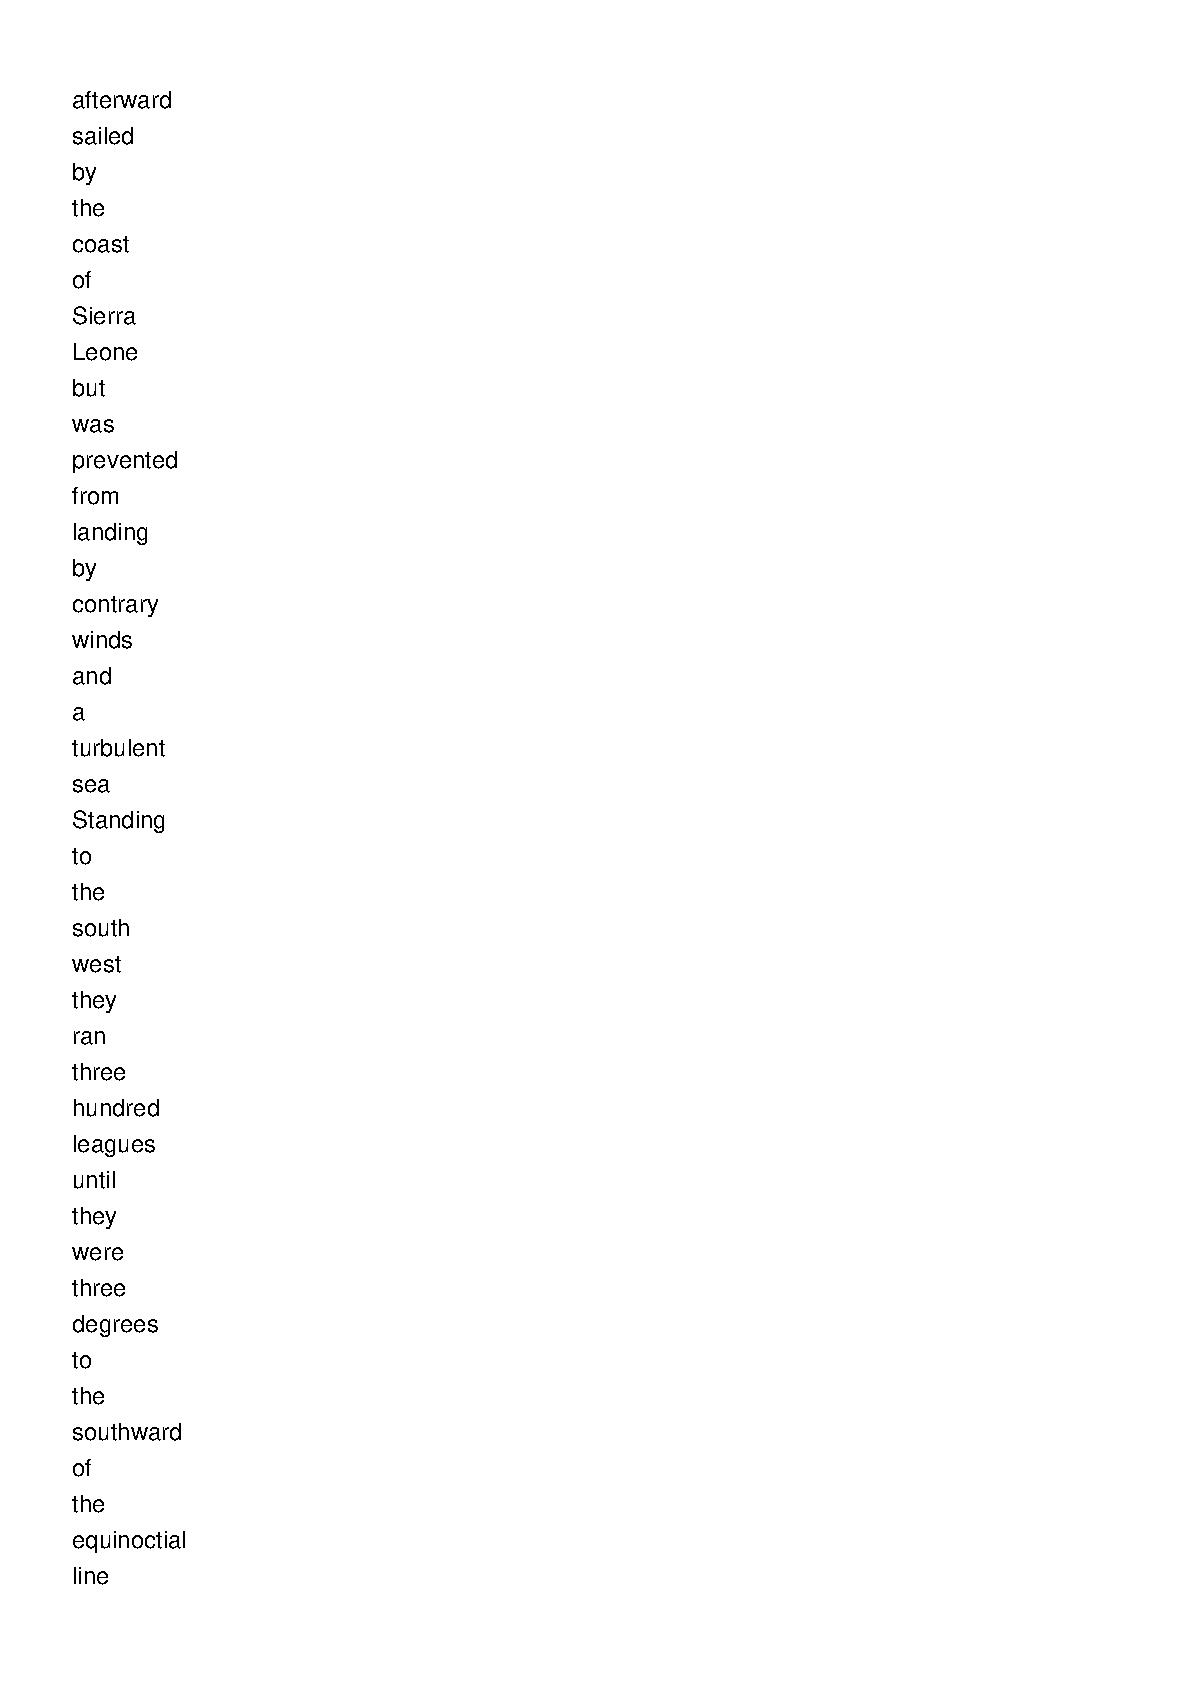 afterward
sailed
by
the
coast
of
Sierra
Leone
but
was
prevented
from
landing
by
contrary
winds
and
a
turbulent
sea
Standing
to
the
south
west
they
ran
three
hundred
leagues
until
they
were
three
degrees
to
the
southward
of
the
equinoctial
line